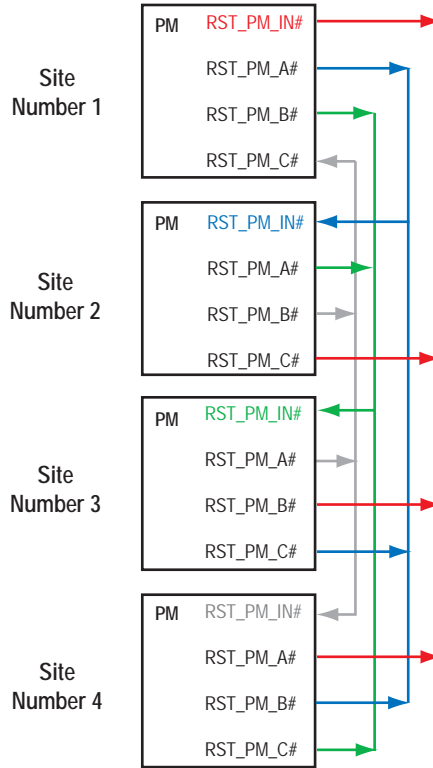 PM RST_PM_IN#
RST_PM_A#
Site
Number 1
RST_PM_B#
RST_PM_C#
PM RST_PM_IN#
RST_PM_A#
Site
Number 2
RST_PM_B#
RST_PM_C#
PM RST_PM_IN#
RST_PM_A#
Site
Number 3
RST_PM_B#
RST_PM_C#
PM RST_PM_IN#
RST_PM_A#
Site
Number 4
RST_PM_B#
RST_PM_C#